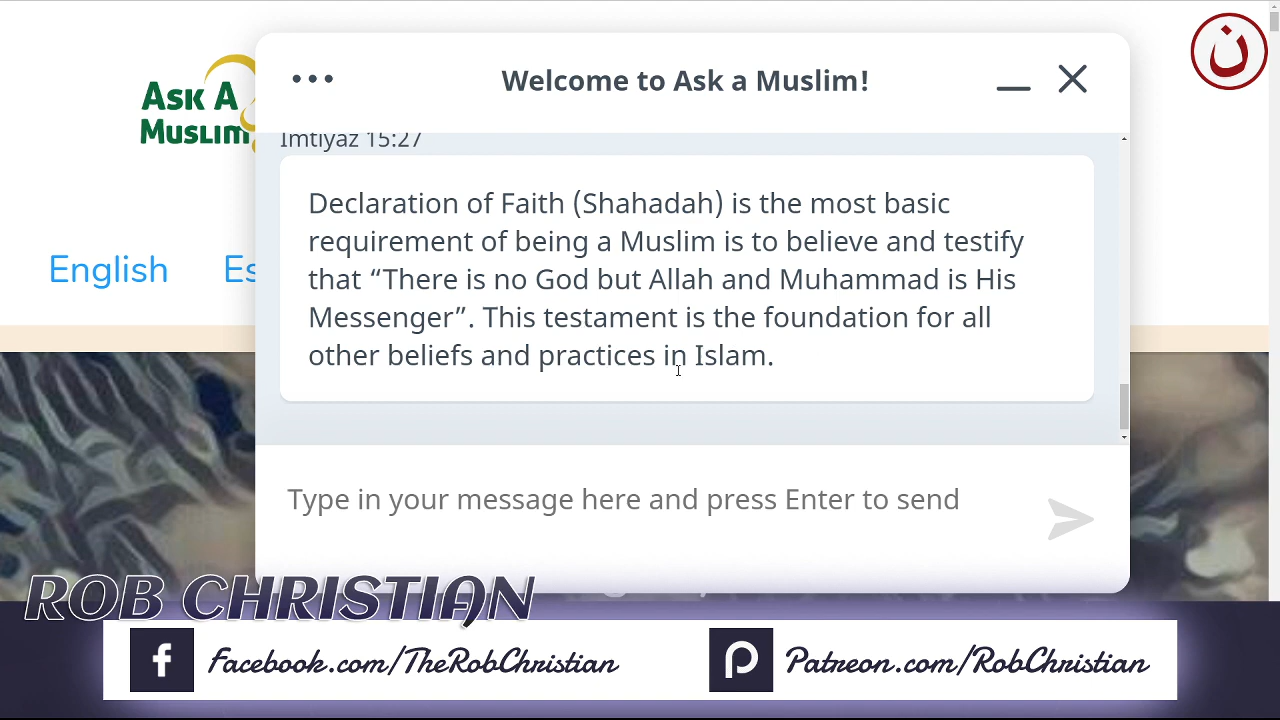 ن
Welcome to Ask a Muslim!
ASK A
MUSLIM
Imtiyaz 15:27
Declaration of Faith (Shahadah) is the most basic
requirement of being a Muslim is to believe and testify
that “There is no God but Allah and Muhammad is His
Messenger”. This testament is the foundation for all
other beliefs and practices in Islam.
English
Type in your message here and press Enter to send
ROB CHRISTIAN
Facebook.com/TheRobChristian
Patreon.com/RobChristian